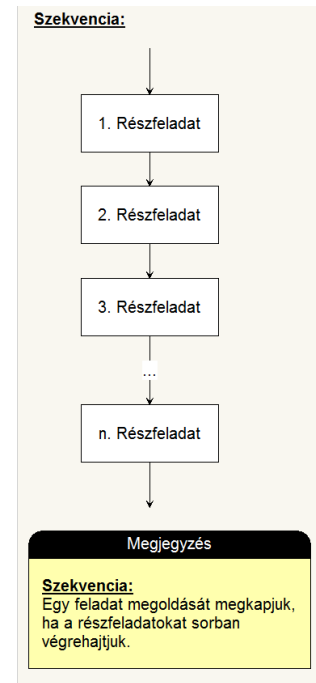 Szekvencia:
1. Részfeladat
2. Részfeladat
3. Részfeladat
...
n. Részfeladat
Megjegyzés
Szekvencia:
Egy feladat megoldását megkapjuk,
ha a részfeladatokat sorban
végrehajtjuk.